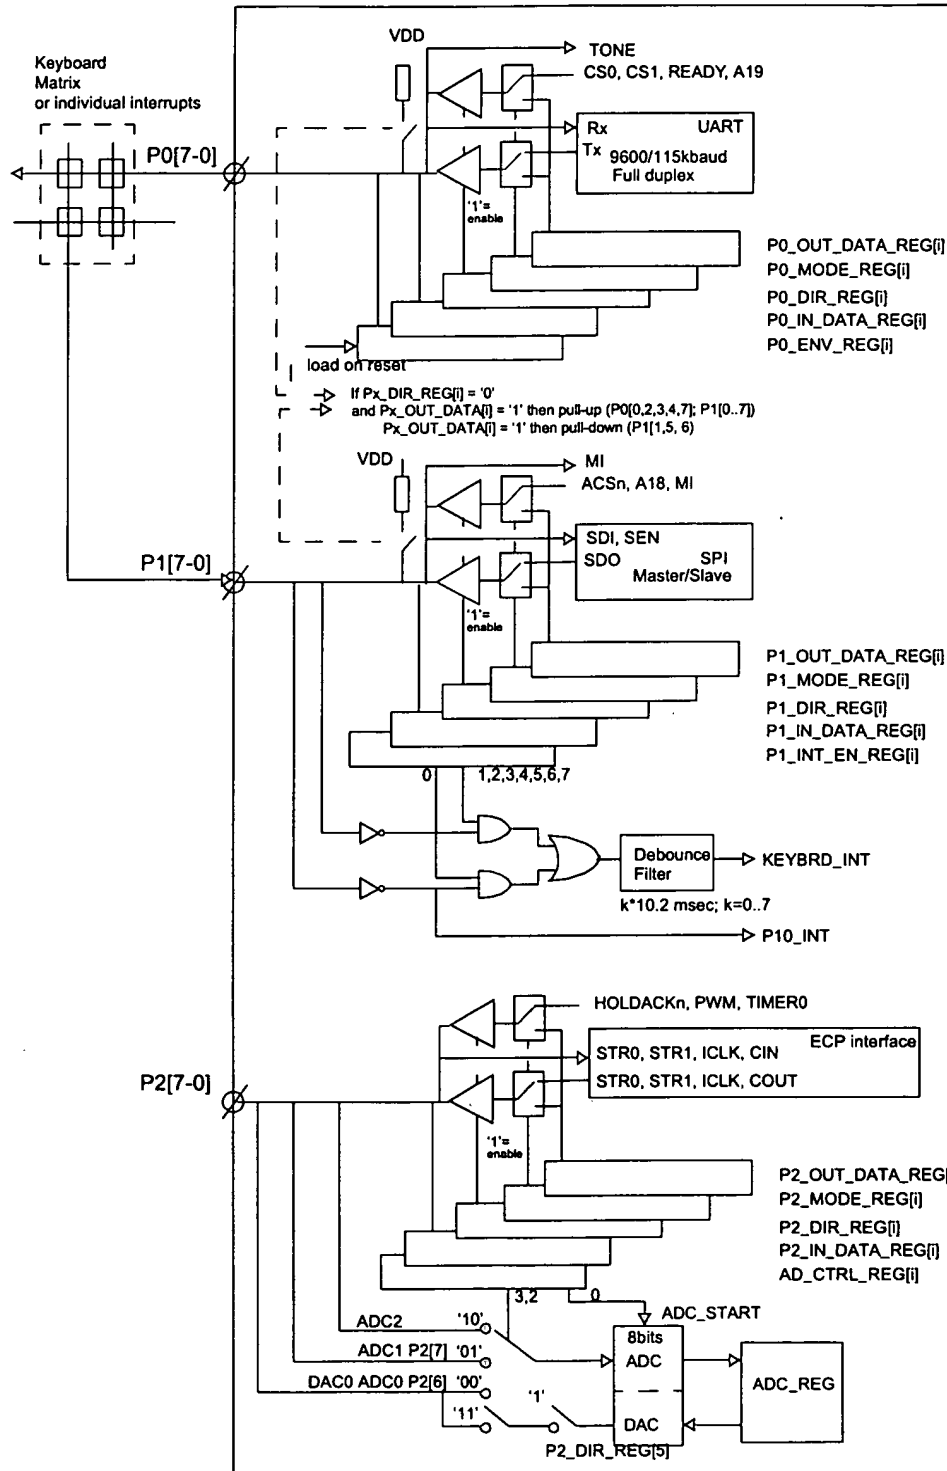 VDD
TONE
CS0, CS1, READY, A19
Keyboard
Matrix
or individual interrupts
P0[7-0]
Rx UART
Tx
9600/115kbaud
Full duplex
'1'=
enable
P0_OUT_DATA_REG[i]
P0_MODE_REG[i]
P0_DIR_REG[i]
P0_IN_DATA_REG[i]
P0_ENV_REG[i]
load on reset
If Px_DIR_REG[i] = '0'
and Px_OUT_DATA[i] = '1' then pull-up (P0[0,2,3,4,7]; P1[0..7])
Px_OUT_DATA[i] = '1' then pull-down (P1[1,5, 6)
VDD
MI
ACSn, A18, MI
P1[7-0]
SDI, SEN
SDO SPI
Master/Slave
'1'=
enable
P1_OUT_DATA_REG[i]
P1_MODE_REG[i]
P1_DIR_REG[i]
P1_IN_DATA_REG[i]
P1_INT_EN_REG[i]
0 1,2,3,4,5,6,7
Debounce
Filter
KEYBRD_INT
k*10.2 msec; k=0..7
P10_INT
HOLDACKn, PWM, TIMER0
ECP interface
STR0, STR1, ICLK, CIN
STR0, STR1, ICLK, COUT
P2[7-0]
'1'=
enable
P2_OUT_DATA_REG[
P2_MODE_REG[i]
P2_DIR_REG[i]
P2_IN_DATA_REG[i]
AD_CTRL_REG[i]
3,2 0
ADC_START
ADC2 '10'
8bits
ADC
ADC1 P2[7] '01'
DAC0 ADC0 P2[6] '00'
ADC_REG
'11' '1'
DAC
P2_DIR_REG[5]